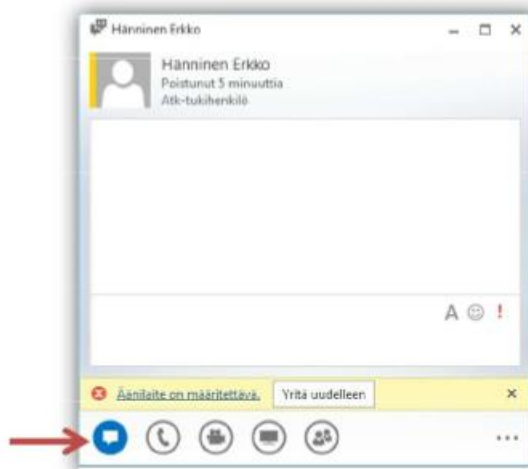 Hänninen Erkko
Hänninen Erkko
Poistunut 5 minuuttia
Atk-tukihenkilö
A
!
Äänilaite on määritettävä. Yritä uudelleen